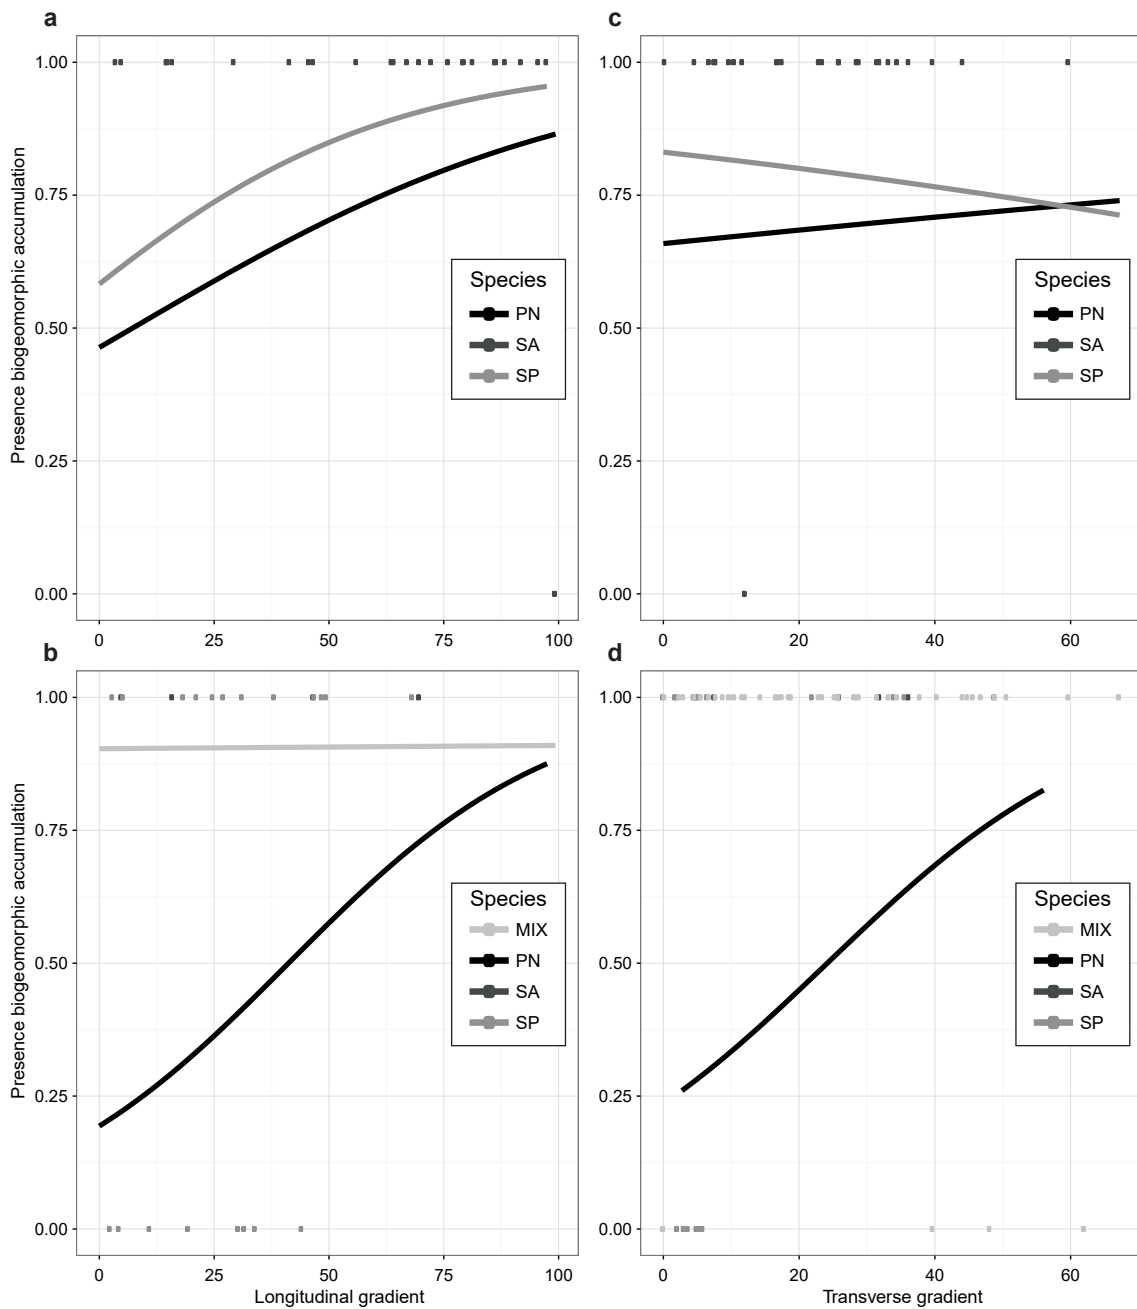 a
Presence biogeomorphic accumulation
1.00
0.75
0.50
0.25
0.00
Species
PN
SA
SP
0 25 50 75 100
c
1.00
0.75
0.50
0.25
0.00
Species
PN
SA
SP
0 20 40 60
b
Presence biogeomorphic accumulation
1.00
0.75
0.50
0.25
0.00
Species
MIX
PN
SA
SP
0 25 50 75 100
Longitudinal gradient
d
1.00
0.75
0.50
0.25
0.00
Species
MIX
PN
SA
SP
0 20 40 60
Transverse gradient